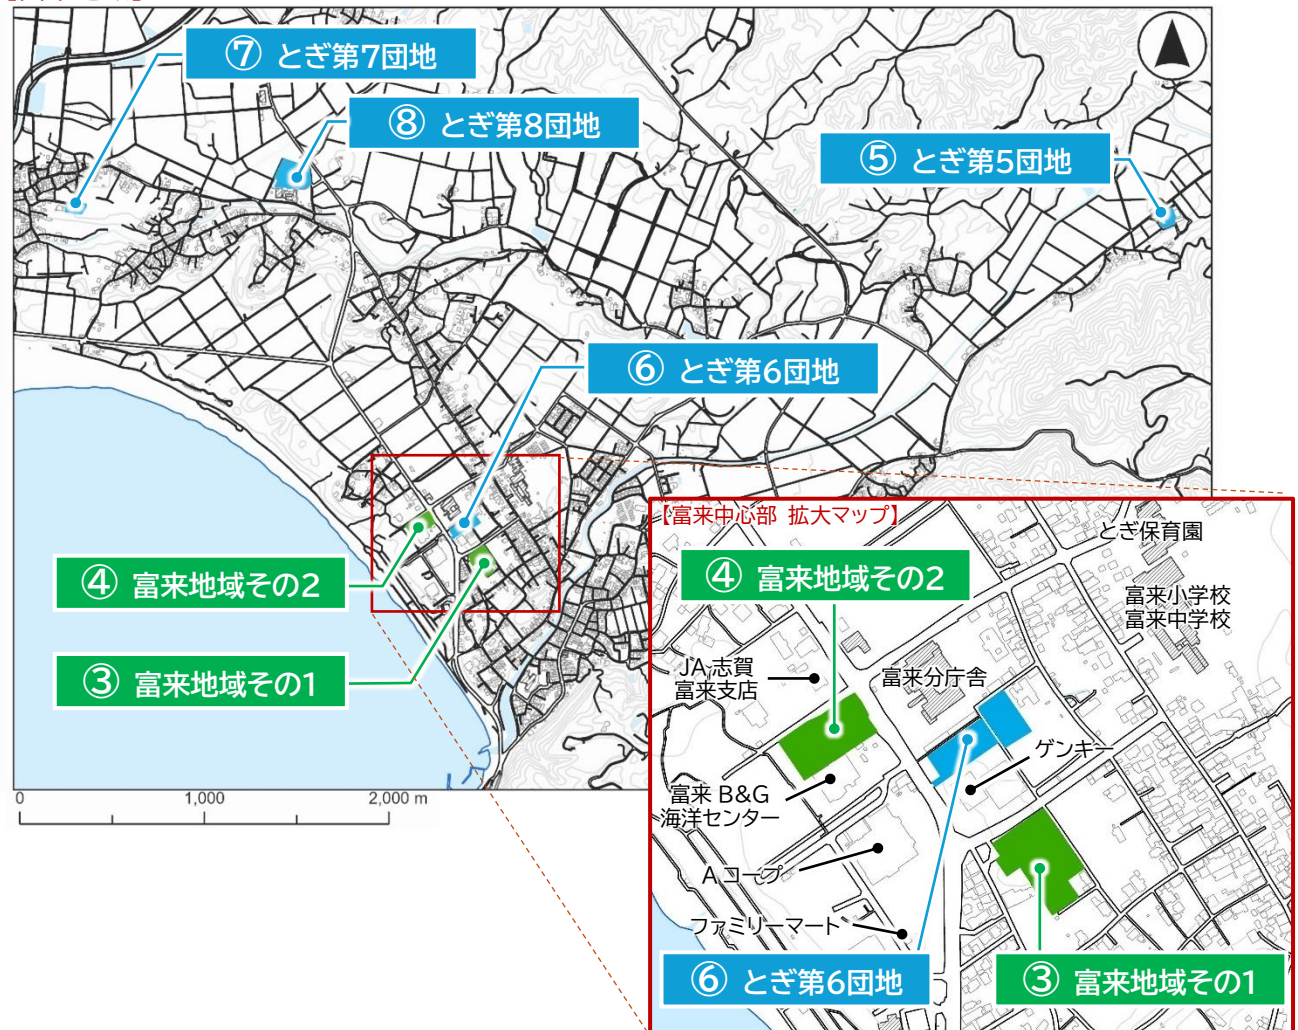 ⑦ とぎ第7団地
⑧ とぎ第8団地
⑤ とぎ第5団地
⑥ とぎ第6団地
④ 富来地域その2
③ 富来地域その1
0
1,000
2,000 m
【富来中心部 拡大マップ】
とぎ保育園
④ 富来地域その2
富来小学校
富来中学校
JA 志賀
富来支店
富来分庁舎
ゲンキー
富来 B&G
海洋センター
A コープ
ファミリーマート
⑥ とぎ第6団地
③ 富来地域その1